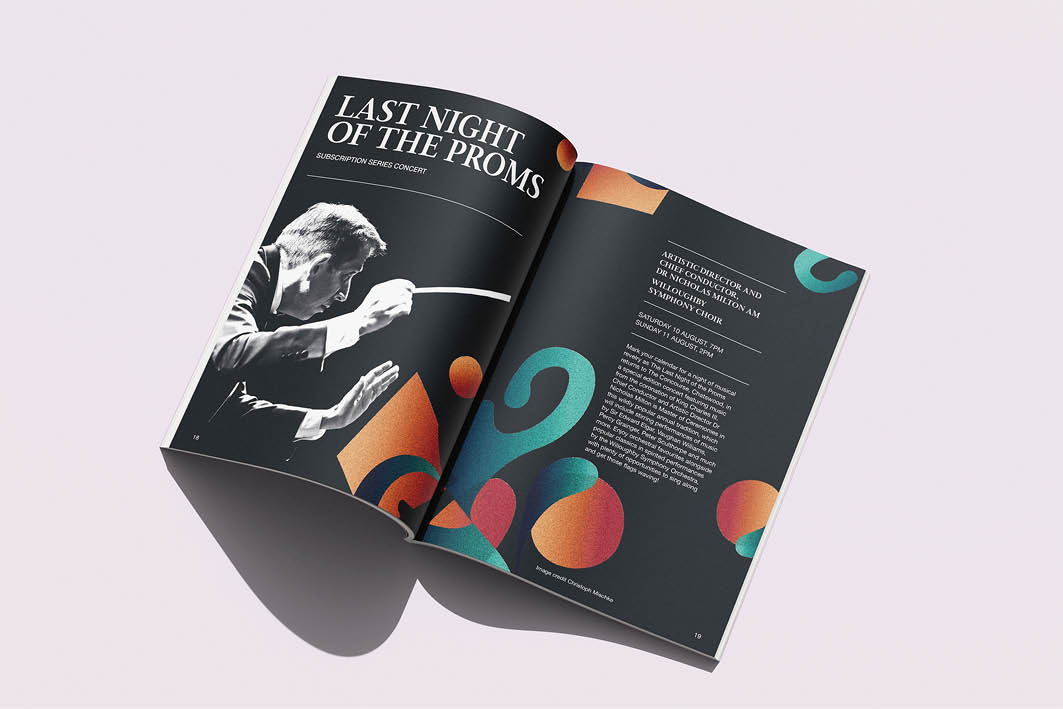 LAST NIGHT
OF THE PROMS
SUBSCRIPTION SERIES CONCERT
18
ARTISTIC DIRECTOR AND
CHIEF CONDUCTOR,
DR NICHOLAS MILTON AM
WILLOUGHBY
SYMPHONY CHOIR
SATURDAY 10 AUGUST, 7PM
SUNDAY 11 AUGUST, 2PM
Mark your calendar for a night of musical
revelry as The Last Night of the Proms
returns to The Concourse, Chatswood, in
a special edition concert featuring music
from the coronation of King Charles III.
Chief Conductor and Artistic Director Dr
Nicholas Milton is Master of Ceremonies in
this wildly popular annual tradition, which
will include stirring performances of music
by Sir Edward Elgar, Vaughan Williams,
Percy Grainger, Peter Sculthorpe and much
more. Enjoy orchestral favourites alongside
popular classics in spirited performances
by the Willoughby Symphony Orchestra,
with plenty of opportunities to sing along
and get those flags waving!
Image credit Christoph Mischke
19